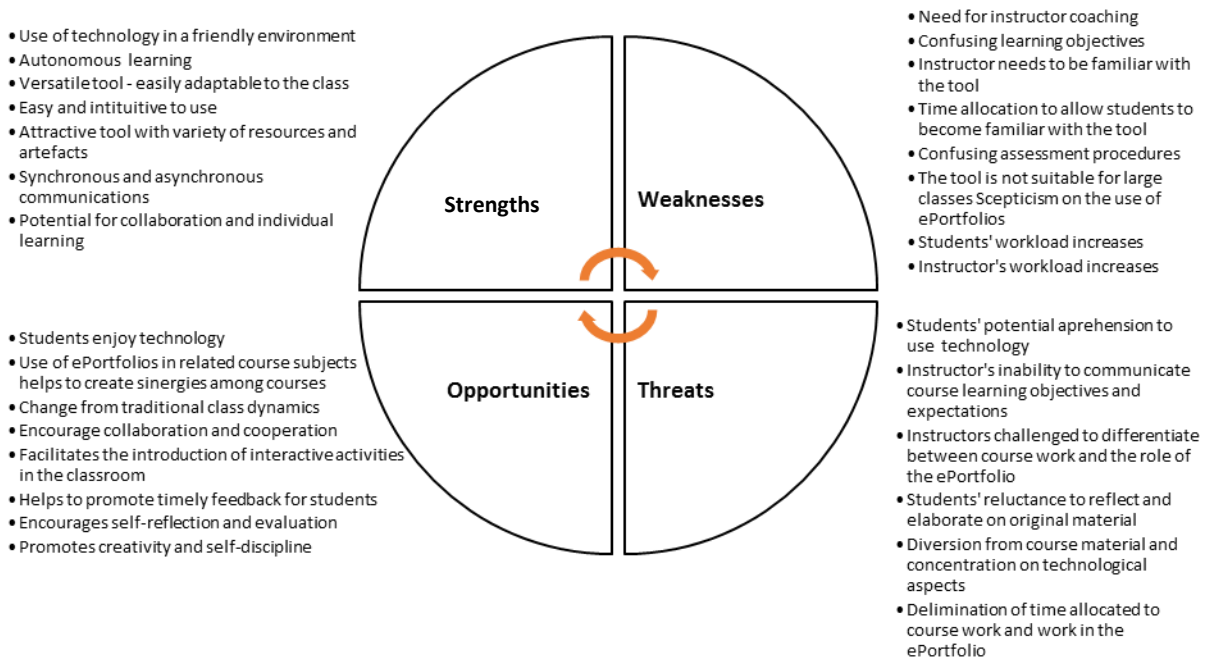 • Use of technology in a friendly environment
• Autonomous learning
• Versatile tool - easily adaptable to the class
• Easy and intituitive to use
• Attractive tool with variety of resources and
artefacts
• Synchronous and asynchronous
communications
• Potential for collaboration and individual
learning
Strengths
Weaknesses
• Need for instructor coaching
• Confusing learning objectives
• Instructor needs to be familiar with
the tool
• Time allocation to allow students to
become familiar with the tool
• Confusing assessment procedures
• The tool is not suitable for large
classes Scepticism on the use of
ePortfolios
• Students' workload increases
• Instructor's workload increases
• Students enjoy technology
• Use of ePortfolios in related course subjects
helps to create sinergies among courses
• Change from traditional class dynamics
• Encourage collaboration and cooperation
• Facilitates the introduction of interactive activities
in the classroom
• Helps to promote timely feedback for students
• Encourages self-reflection and evaluation
• Promotes creativity and self-discipline
Opportunities
Threats
• Students' potential aprehension to
use technology
• Instructor's inability to communicate
course learning objectives and
expectations
• Instructors challenged to differentiate
between course work and the role of
the ePortfolio
• Students' reluctance to reflect and
elaborate on original material
• Diversion from course material and
concentration on technological
aspects
• Delimination of time allocated to
course work and work in the
ePortfolio